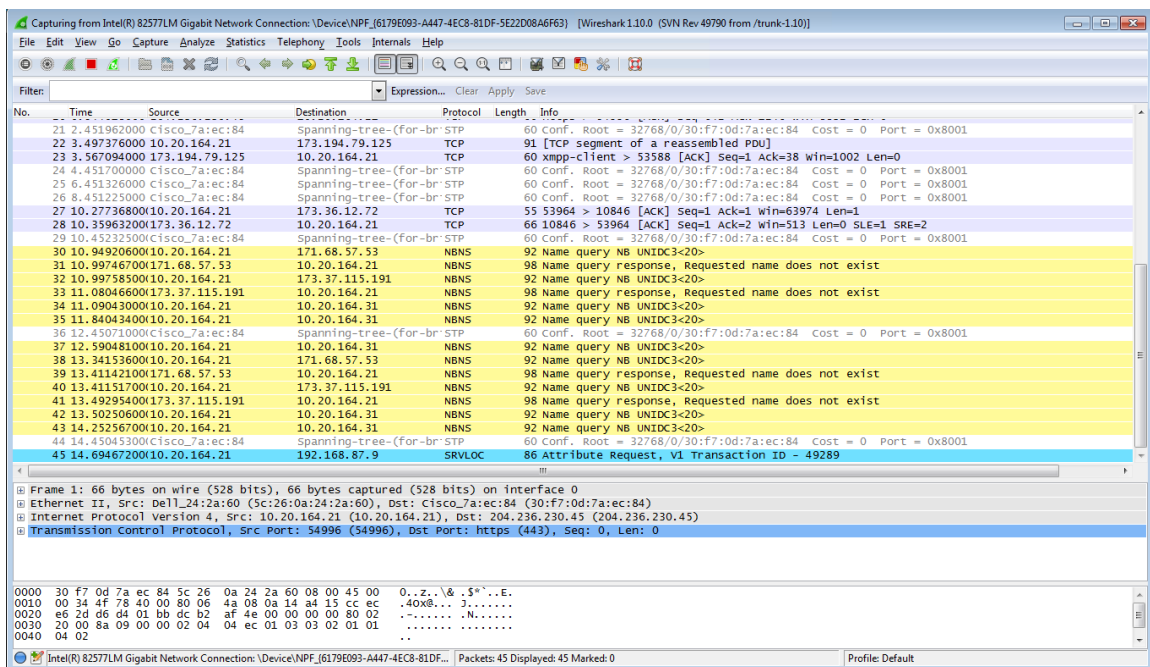 Capturing from Intel(R) 82577LM Gigabit Network Connection: \Device\NPF_{6179E093-A447-4EC8-81DF-5E22D08A6F63} [Wireshark 1.10.0 (SVN Rev 49790 from /trunk-1.10)]
File Edit View Go Capture Analyze Statistics Telephony Tools Internals Help
Filter: Expression... Clear Apply Save
No. Time Source Destination Protocol Length Info
21 2.451962000 Cisco_7a:ec:84 Spanning-tree-(for-br STP 60 Conf. Root = 32768/0/30:f7:0d:7a:ec:84 Cost = 0 Port = 0x8001
22 3.497376000 10.20.164.21 173.194.79.125 TCP 91 [TCP segment of a reassembled PDU]
23 3.567094000 173.194.79.125 10.20.164.21 TCP 60 xmpp-client > 53588 [ACK] Seq=1 Ack=38 Win=1002 Len=0
24 4.451700000 Cisco_7a:ec:84 Spanning-tree-(for-br STP 60 Conf. Root = 32768/0/30:f7:0d:7a:ec:84 Cost = 0 Port = 0x8001
25 6.451326000 Cisco_7a:ec:84 Spanning-tree-(for-br STP 60 Conf. Root = 32768/0/30:f7:0d:7a:ec:84 Cost = 0 Port = 0x8001
26 8.451225000 Cisco_7a:ec:84 Spanning-tree-(for-br STP 60 Conf. Root = 32768/0/30:f7:0d:7a:ec:84 Cost = 0 Port = 0x8001
27 10.27736800(10.20.164.21 173.36.12.72 TCP 55 53964 > 10846 [ACK] Seq=1 Ack=1 Win=63974 Len=1
28 10.35963200(173.36.12.72 10.20.164.21 TCP 66 10846 > 53964 [ACK] Seq=1 Ack=2 Win=513 Len=0 SLE=1 SRE=2
29 10.45232500(Cisco_7a:ec:84 Spanning-tree-(for-br STP 60 Conf. Root = 32768/0/30:f7:0d:7a:ec:84 Cost = 0 Port = 0x8001
30 10.94920600(10.20.164.21 171.68.57.53 NBNS 92 Name query NB UNIDC3<20>
31 10.99746700(171.68.57.53 10.20.164.21 NBNS 98 Name query response, Requested name does not exist
32 10.99758500(10.20.164.21 173.37.115.191 NBNS 92 Name query NB UNIDC3<20>
33 11.08046600(173.37.115.191 10.20.164.21 NBNS 98 Name query response, Requested name does not exist
34 11.09043000(10.20.164.21 10.20.164.31 NBNS 92 Name query NB UNIDC3<20>
35 11.84043400(10.20.164.21 10.20.164.31 NBNS 92 Name query NB UNIDC3<20>
36 12.45071000(Cisco_7a:ec:84 Spanning-tree-(for-br STP 60 Conf. Root = 32768/0/30:f7:0d:7a:ec:84 Cost = 0 Port = 0x8001
37 12.59048100(10.20.164.21 10.20.164.31 NBNS 92 Name query NB UNIDC3<20>
38 13.34153600(10.20.164.21 171.68.57.53 NBNS 92 Name query NB UNIDC3<20>
39 13.41142100(171.68.57.53 10.20.164.21 NBNS 98 Name query response, Requested name does not exist
40 13.41151700(10.20.164.21 173.37.115.191 NBNS 92 Name query NB UNIDC3<20>
41 13.49295400(173.37.115.191 10.20.164.21 NBNS 98 Name query response, Requested name does not exist
42 13.50250600(10.20.164.21 10.20.164.31 NBNS 92 Name query NB UNIDC3<20>
43 14.25256700(10.20.164.21 10.20.164.31 NBNS 92 Name query NB UNIDC3<20>
44 14.45045300(Cisco_7a:ec:84 Spanning-tree-(for-br STP 60 Conf. Root = 32768/0/30:f7:0d:7a:ec:84 Cost = 0 Port = 0x8001
45 14.69467200(10.20.164.21 192.168.87.9 SRVLOC 86 Attribute Request, V1 Transaction ID - 49289
Frame 1: 66 bytes on wire (528 bits), 66 bytes captured (528 bits) on interface 0
Ethernet II, Src: Dell_24:2a:60 (5c:26:0a:24:2a:60), Dst: Cisco_7a:ec:84 (30:f7:0d:7a:ec:84)
Internet Protocol Version 4, Src: 10.20.164.21 (10.20.164.21), Dst: 204.236.230.45 (204.236.230.45)
Transmission Control Protocol, Src Port: 54996 (54996), Dst Port: https (443), Seq: 0, Len: 0
0000 30 f7 0d 7a ec 84 5c 26 0a 24 2a 60 08 00 45 00 0..z..\& .$*`..E.
0010 00 34 4f 78 40 00 80 06 4a 08 0a 14 a4 15 cc ec .4Ox@... J.......
0020 e6 2d d6 d4 01 bb dc b2 af 4e 00 00 00 00 80 02 .-...... .N......
0030 20 00 8a 09 00 00 02 04 04 ec 01 03 03 02 01 01 ....... ........
0040 04 02 ..
Intel(R) 82577LM Gigabit Network Connection: \Device\NPF_{6179E093-A447-4EC8-81DF... Packets: 45 Displayed: 45 Marked: 0 Profile: Default